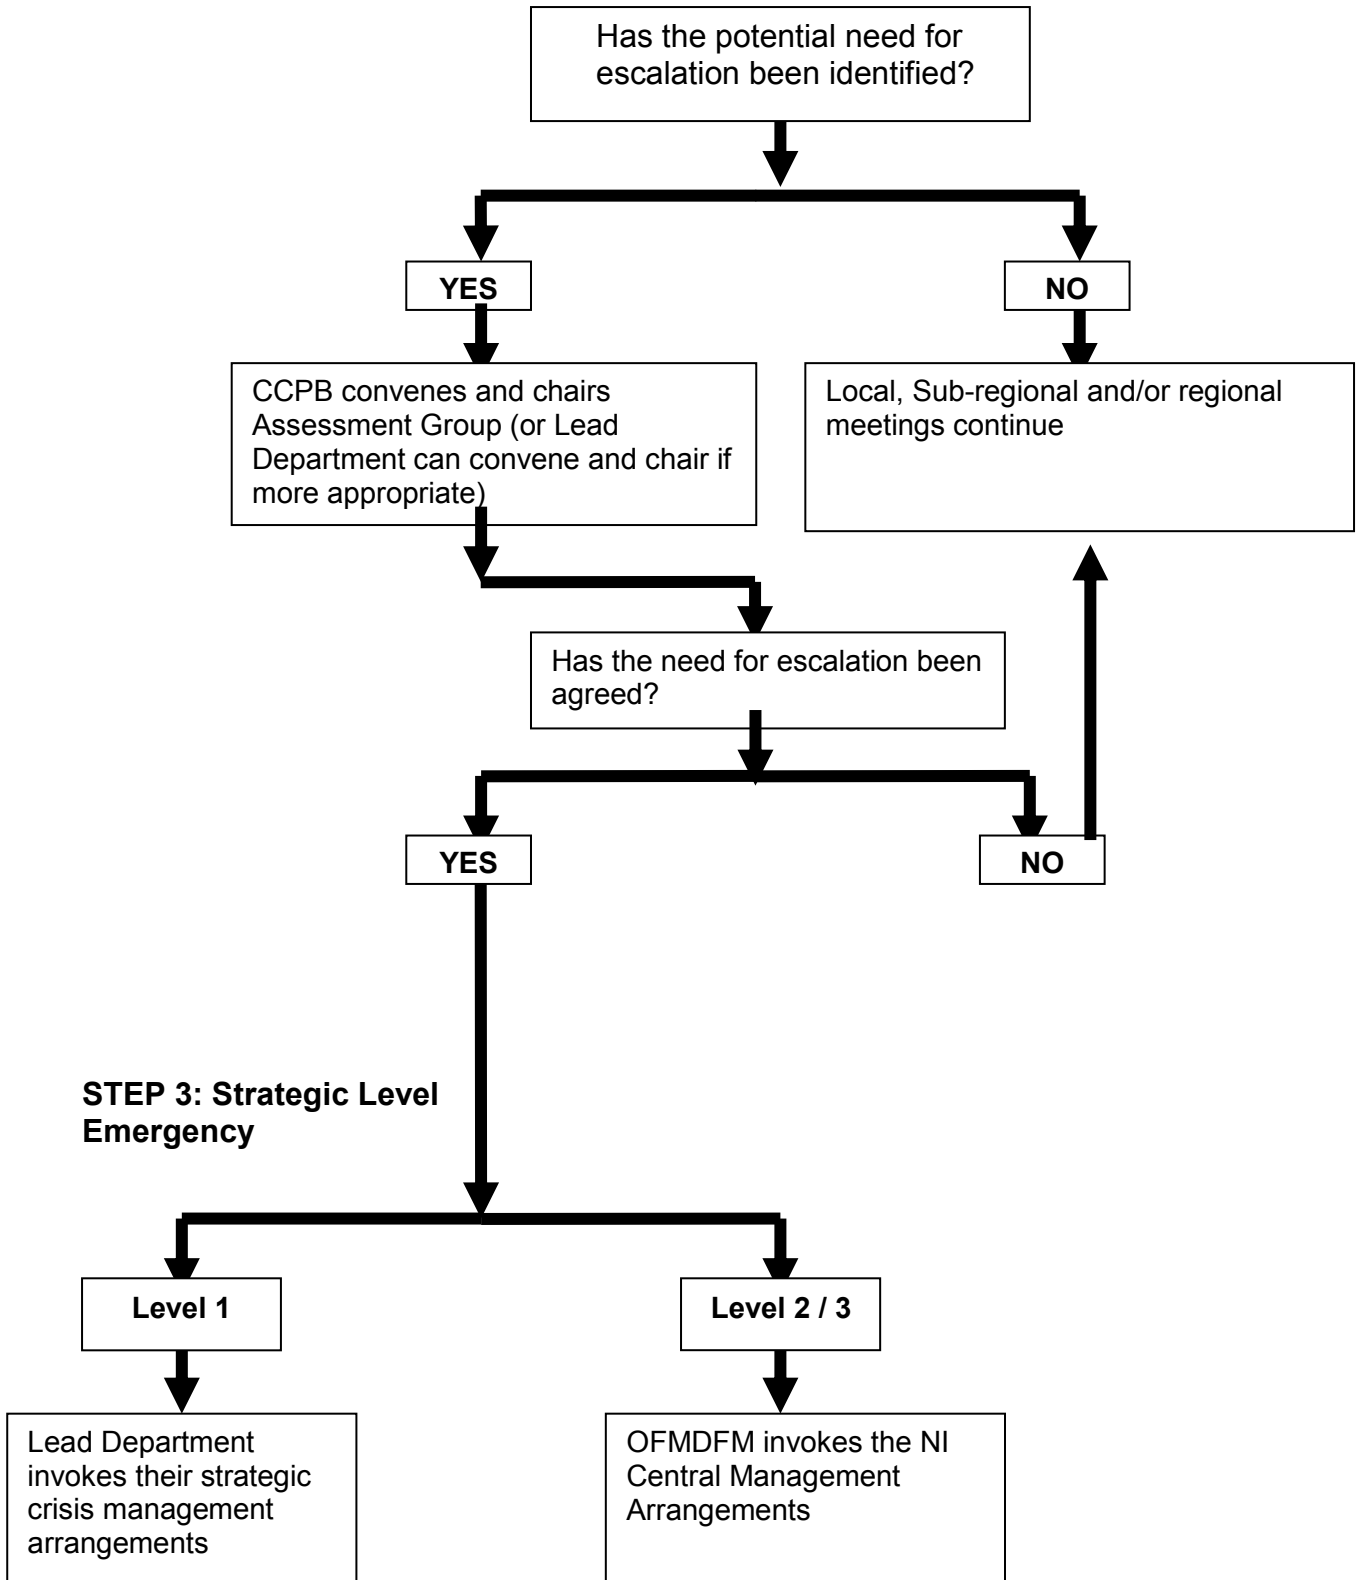 Has the potential need for
escalation been identified?
YES
NO
CCPB convenes and chairs
Assessment Group (or Lead
Department can convene and chair if
more appropriate)
Local, Sub-regional and/or regional
meetings continue
Has the need for escalation been
agreed?
YES
NO
STEP 3: Strategic Level
Emergency
Level 1
Level 2 / 3
Lead Department
invokes their strategic
crisis management
arrangements
OFMDFM invokes the NI
Central Management
Arrangements